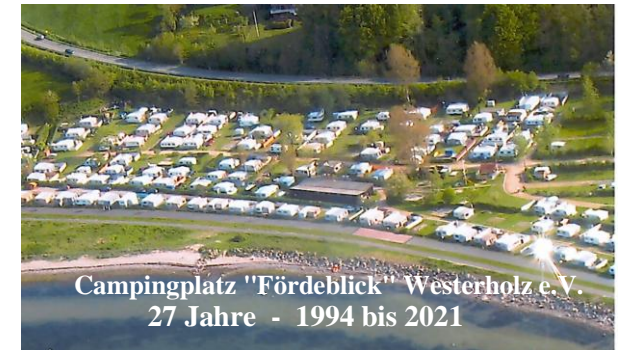 Campingplatz "Fördeblick" Westerholz e.V.
27 Jahre - 1994 bis 2021